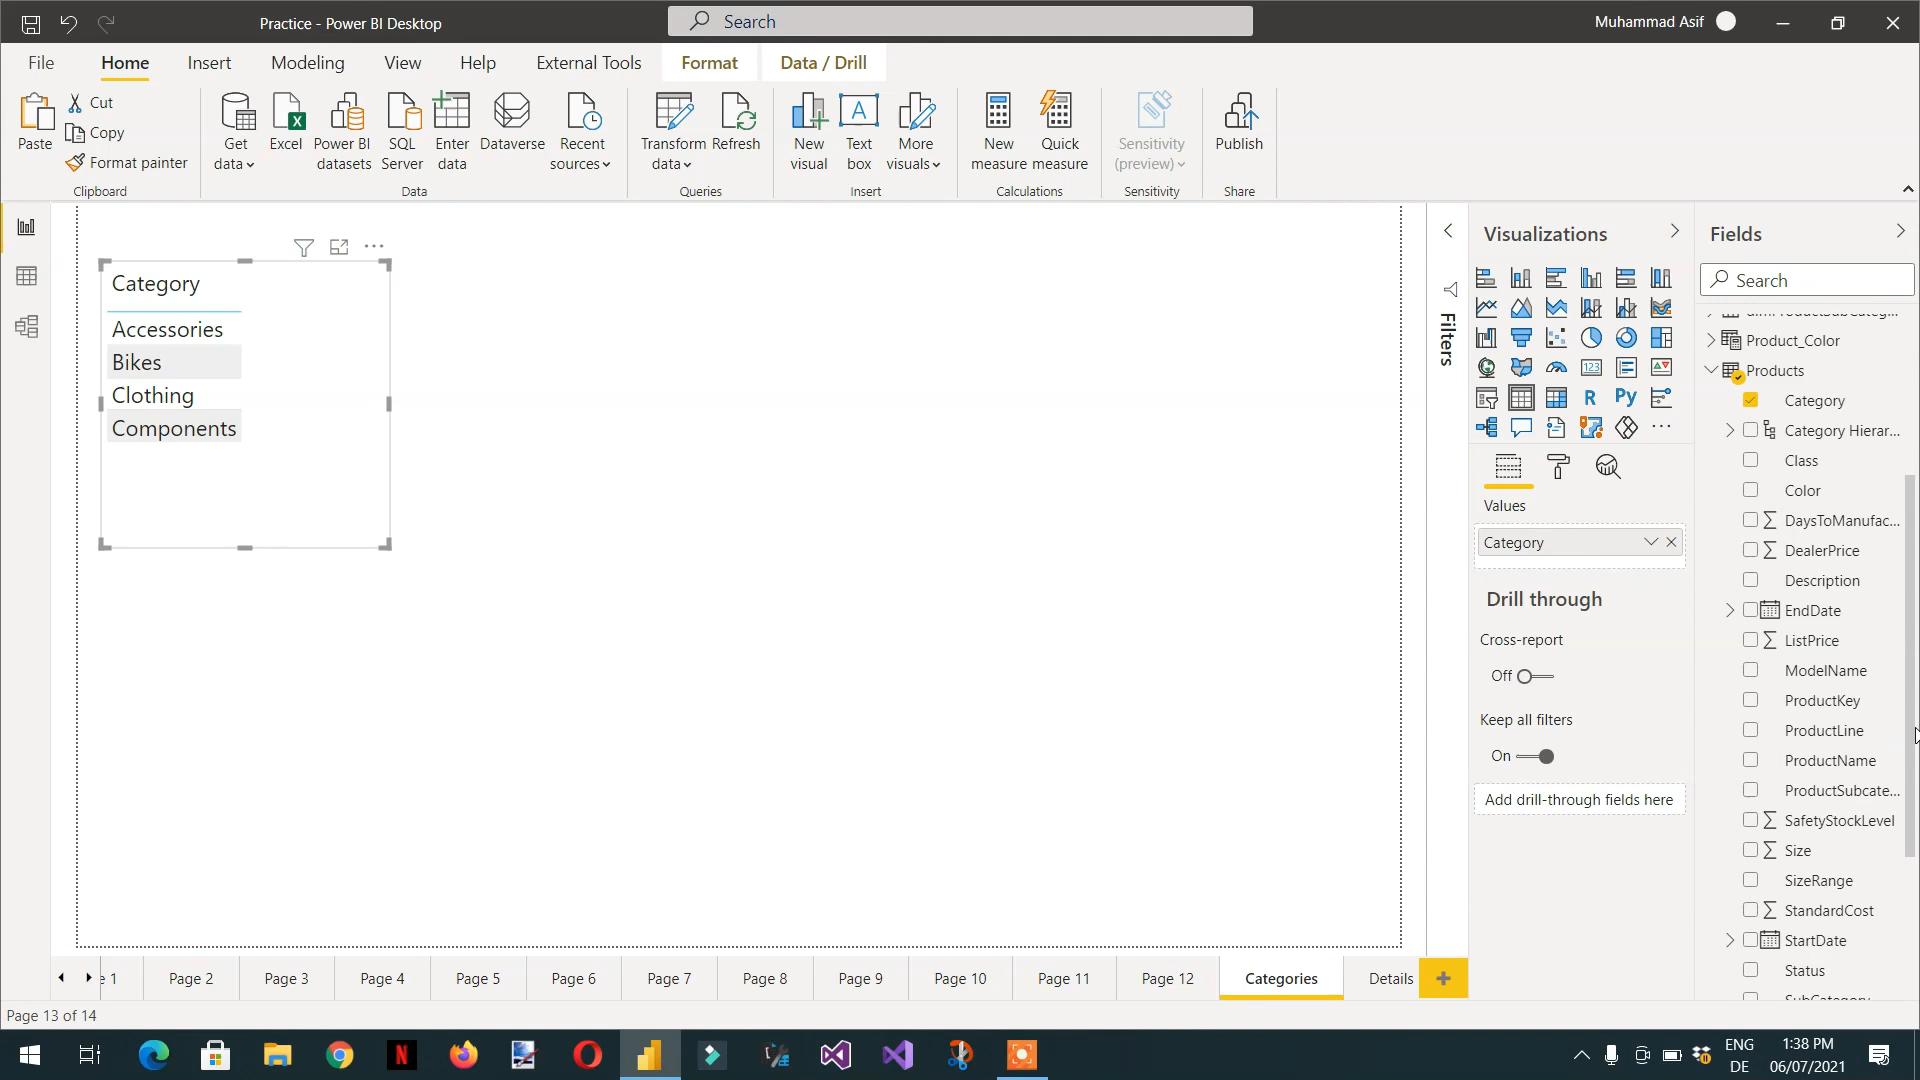 Practice - Power BI Desktop
Search
Muhammad Asif
File
Home
Insert
Modeling
View
Help
External Tools
Format
Data / Drill
Paste
Cut
Copy
Format painter
Clipboard
Get data
Excel
Power BI datasets
SQL Server
Enter data
Dataverse
Recent sources
Data
Transform data
Refresh
Queries
New visual
Text box
More visuals
Insert
New measure
Quick measure
Calculations
Sensitivity (preview)
Sensitivity
Publish
Share
Category
Accessories
Bikes
Clothing
Components
Filters
Visualizations
Values
Category
Drill through
Cross-report
Off
Keep all filters
On
Add drill-through fields here
Fields
Search
Product_Color
Products
Category
Category Hierar...
Class
Color
DaysToManufac...
DealerPrice
Description
EndDate
ListPrice
ModelName
ProductKey
ProductLine
ProductName
ProductSubcate...
SafetyStockLevel
Size
SizeRange
StandardCost
StartDate
Status
e 1
Page 2
Page 3
Page 4
Page 5
Page 6
Page 7
Page 8
Page 9
Page 10
Page 11
Page 12
Categories
Details
Page 13 of 14
ENG
DE
1:38 PM
06/07/2021